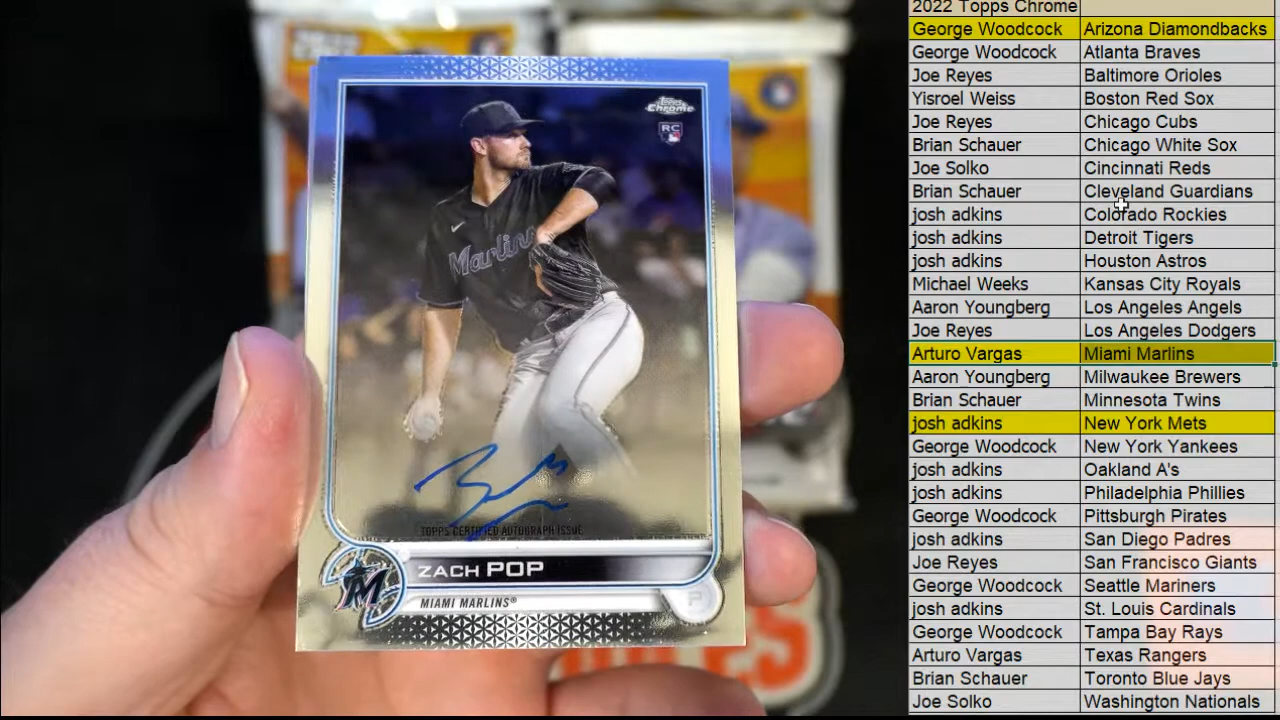 2022
Topps
Chrome
RC
Marlins
TOPPS CERTIFIED AUTOGRAPH ISSUE
ZACH POP
M
MIAMI MARLINS®
P
2022 Topps Chrome
George Woodcock Arizona Diamondbacks
George Woodcock Atlanta Braves
Joe Reyes Baltimore Orioles
Yisroel Weiss Boston Red Sox
Joe Reyes Chicago Cubs
Brian Schauer Chicago White Sox
Joe Solko Cincinnati Reds
Brian Schauer Cleveland Guardians
josh adkins Colorado Rockies
josh adkins Detroit Tigers
josh adkins Houston Astros
Michael Weeks Kansas City Royals
Aaron Youngberg Los Angeles Angels
Joe Reyes Los Angeles Dodgers
Arturo Vargas Miami Marlins
Aaron Youngberg Milwaukee Brewers
Brian Schauer Minnesota Twins
josh adkins New York Mets
George Woodcock New York Yankees
josh adkins Oakland A's
josh adkins Philadelphia Phillies
George Woodcock Pittsburgh Pirates
josh adkins San Diego Padres
Joe Reyes San Francisco Giants
George Woodcock Seattle Mariners
josh adkins St. Louis Cardinals
George Woodcock Tampa Bay Rays
Arturo Vargas Texas Rangers
Brian Schauer Toronto Blue Jays
Joe Solko Washington Nationals